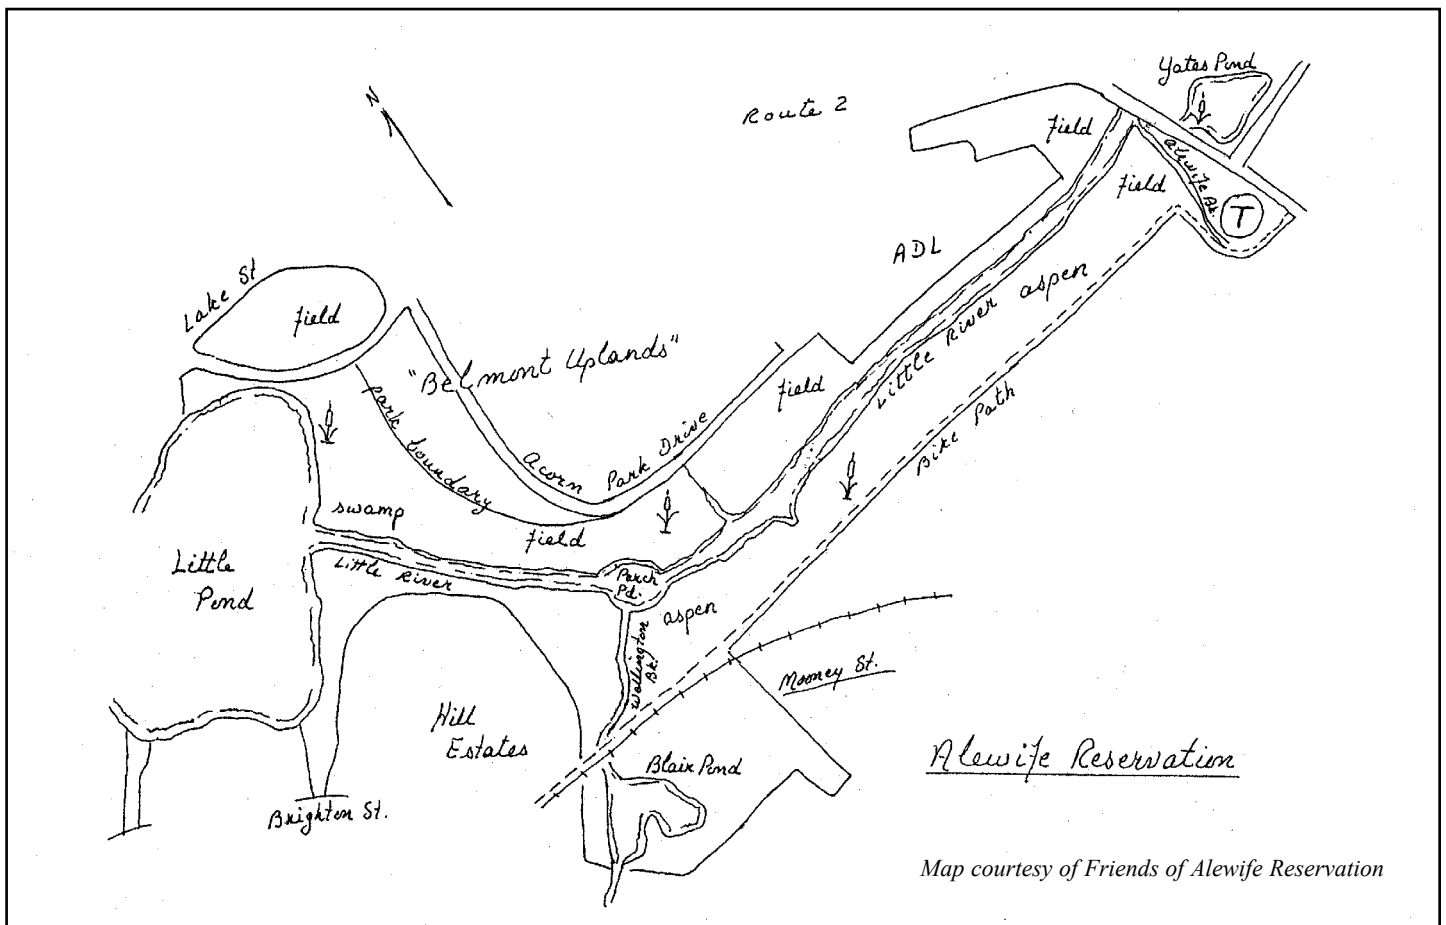 Yates Pond
N
Route 2
Field
Alewife Bk.
Field
T
ADL
Lake St
Field
"Belmont Uplands"
aspen
Little River
Field
Park boundary
Acorn Park Drive
Bike Path
swamp
Field
Little River
Little
Pond
Perch
Pd.
aspen
Wellington
Bk.
Mooney St.
Hill
Estates
Blair Pond
Alewife Reservation
Brighton St.
Map courtesy of Friends of Alewife Reservation